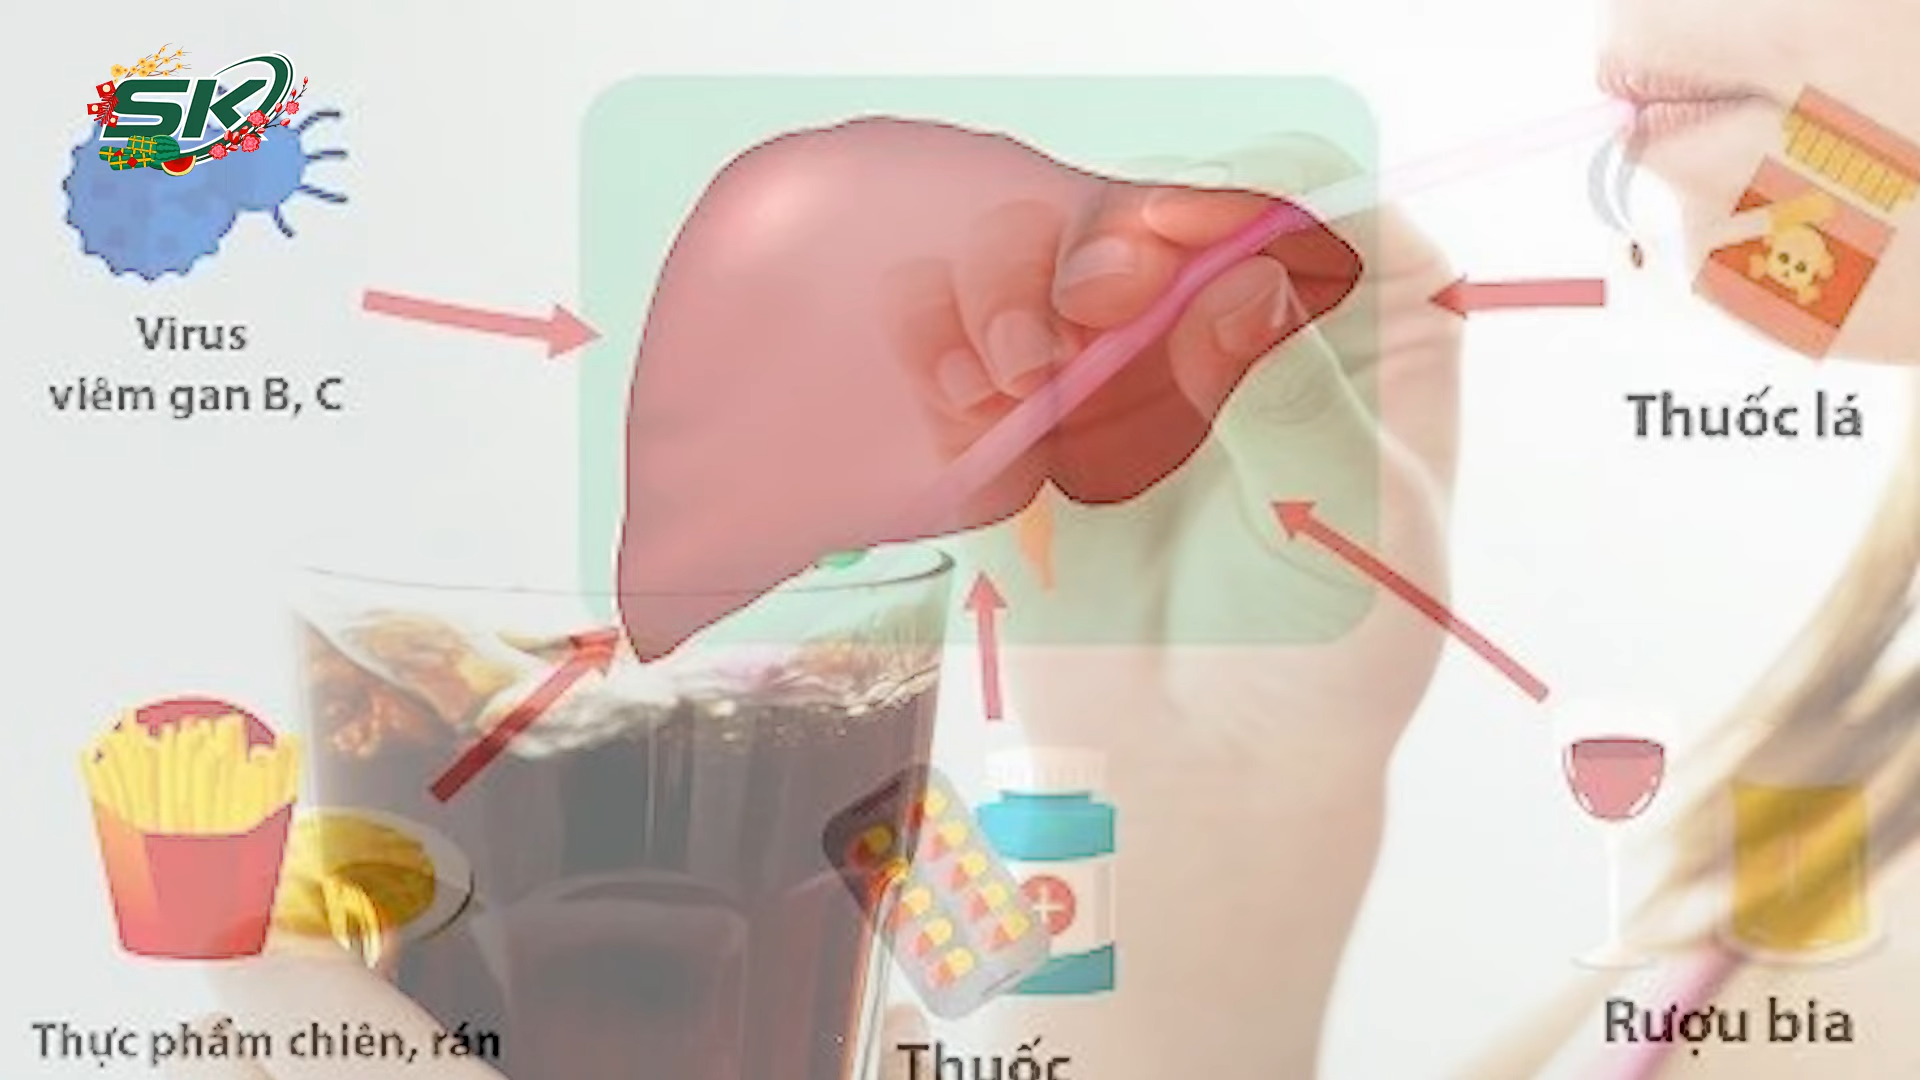 SK
Virus
viêm gan B, C
Thuốc lá
Thực phẩm chiên, rán
Thuốc
Rượu bia